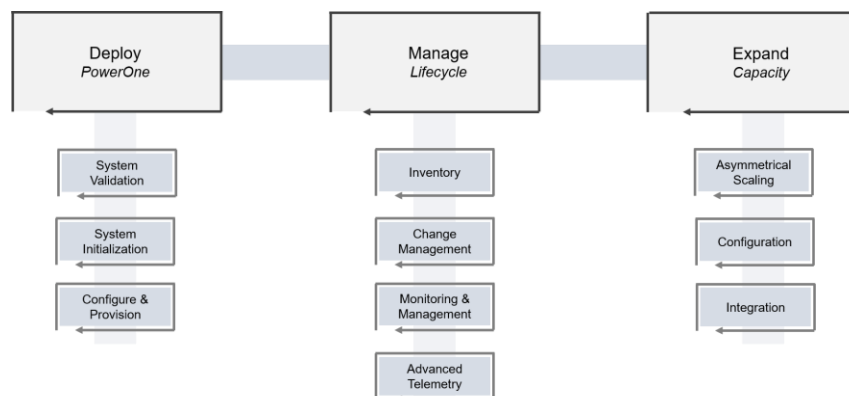 Deploy
PowerOne
Manage
Lifecycle
Expand
Capacity
System
Validation
System
Initialization
Configure &
Provision
Inventory
Change
Management
Monitoring &
Management
Advanced
Telemetry
Asymmetrical
Scaling
Configuration
Integration